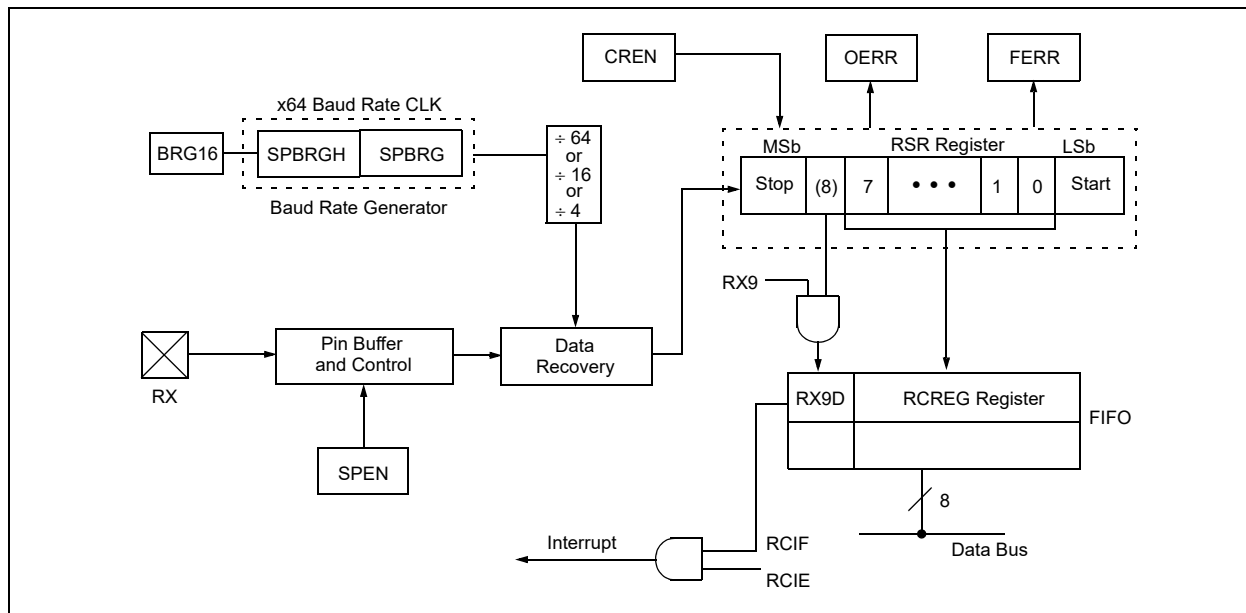 CREN
OERR
FERR
x64 Baud Rate CLK
BRG16
SPBRGH
SPBRG
Baud Rate Generator
÷ 64
or
÷ 16
or
÷ 4
MSb
RSR Register
LSb
Stop
(8)
7
• • •
1
0
Start
RX9
Pin Buffer
and Control
Data
Recovery
RX
SPEN
RX9D
RCREG Register
FIFO
8
Data Bus
Interrupt
RCIF
RCIE